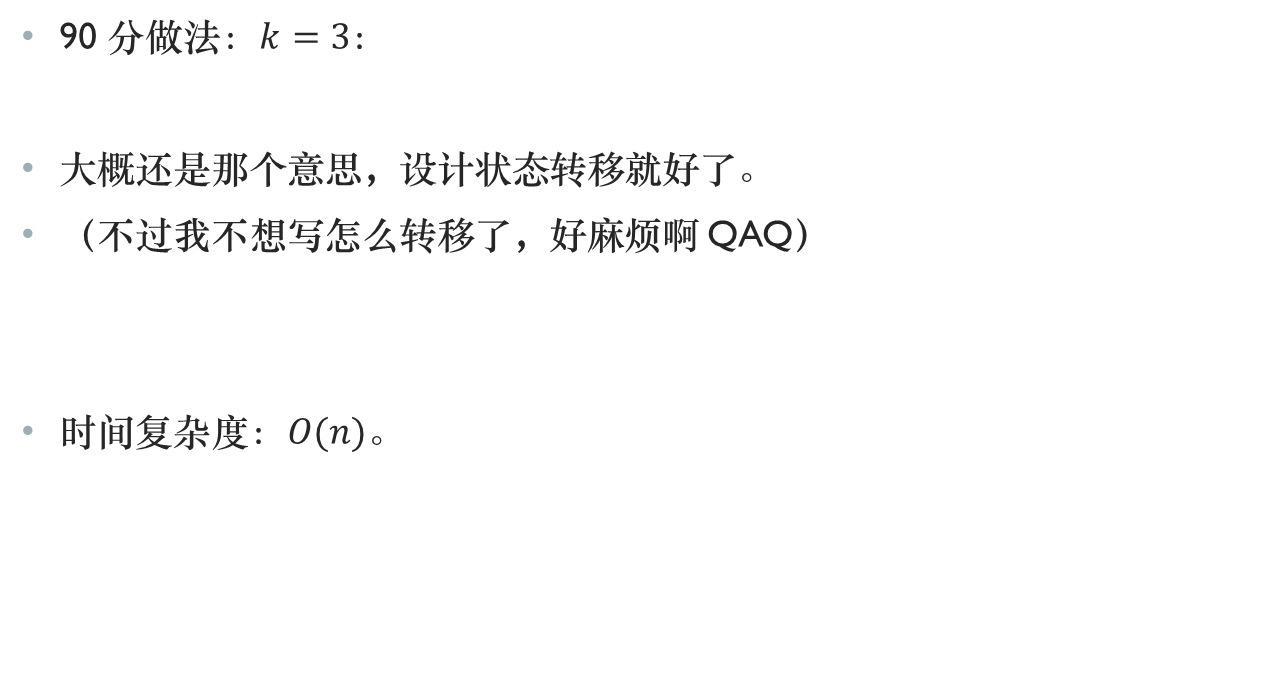 • 90 分做法：k = 3：
• 大概还是那个意思，设计状态转移就好了。
• （不过我不想写怎么转移了，好麻烦啊 QAQ）
• 时间复杂度：O(n)。